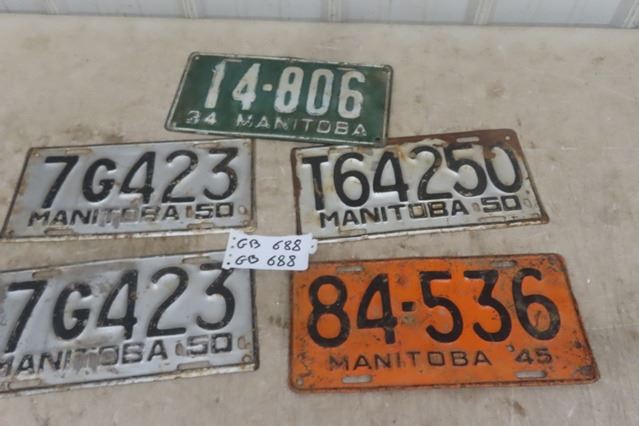 14-806
34 MANITOBA
7G423
MANITOBA 50
T64250
MANITOBA 50
GB 688
GB 688
7G423
MANITOBA 50
84-536
MANITOBA 45